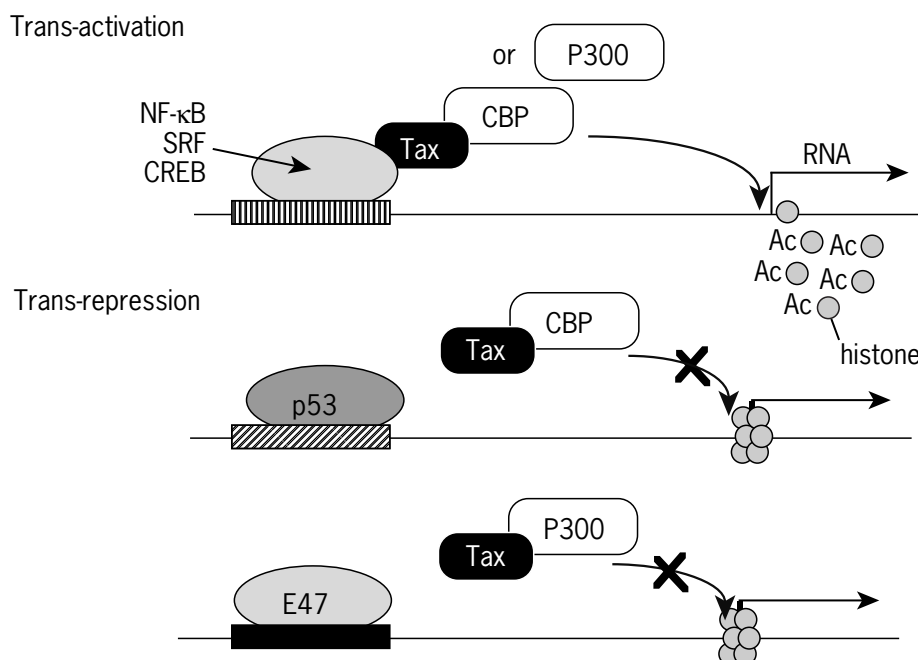 Trans-activation
or P300
NF-κB
SRF
CREB
Tax
CBP
RNA
Ac Ac
Ac Ac
Ac
histone
Trans-repression
Tax
CBP
p53
Tax
P300
E47